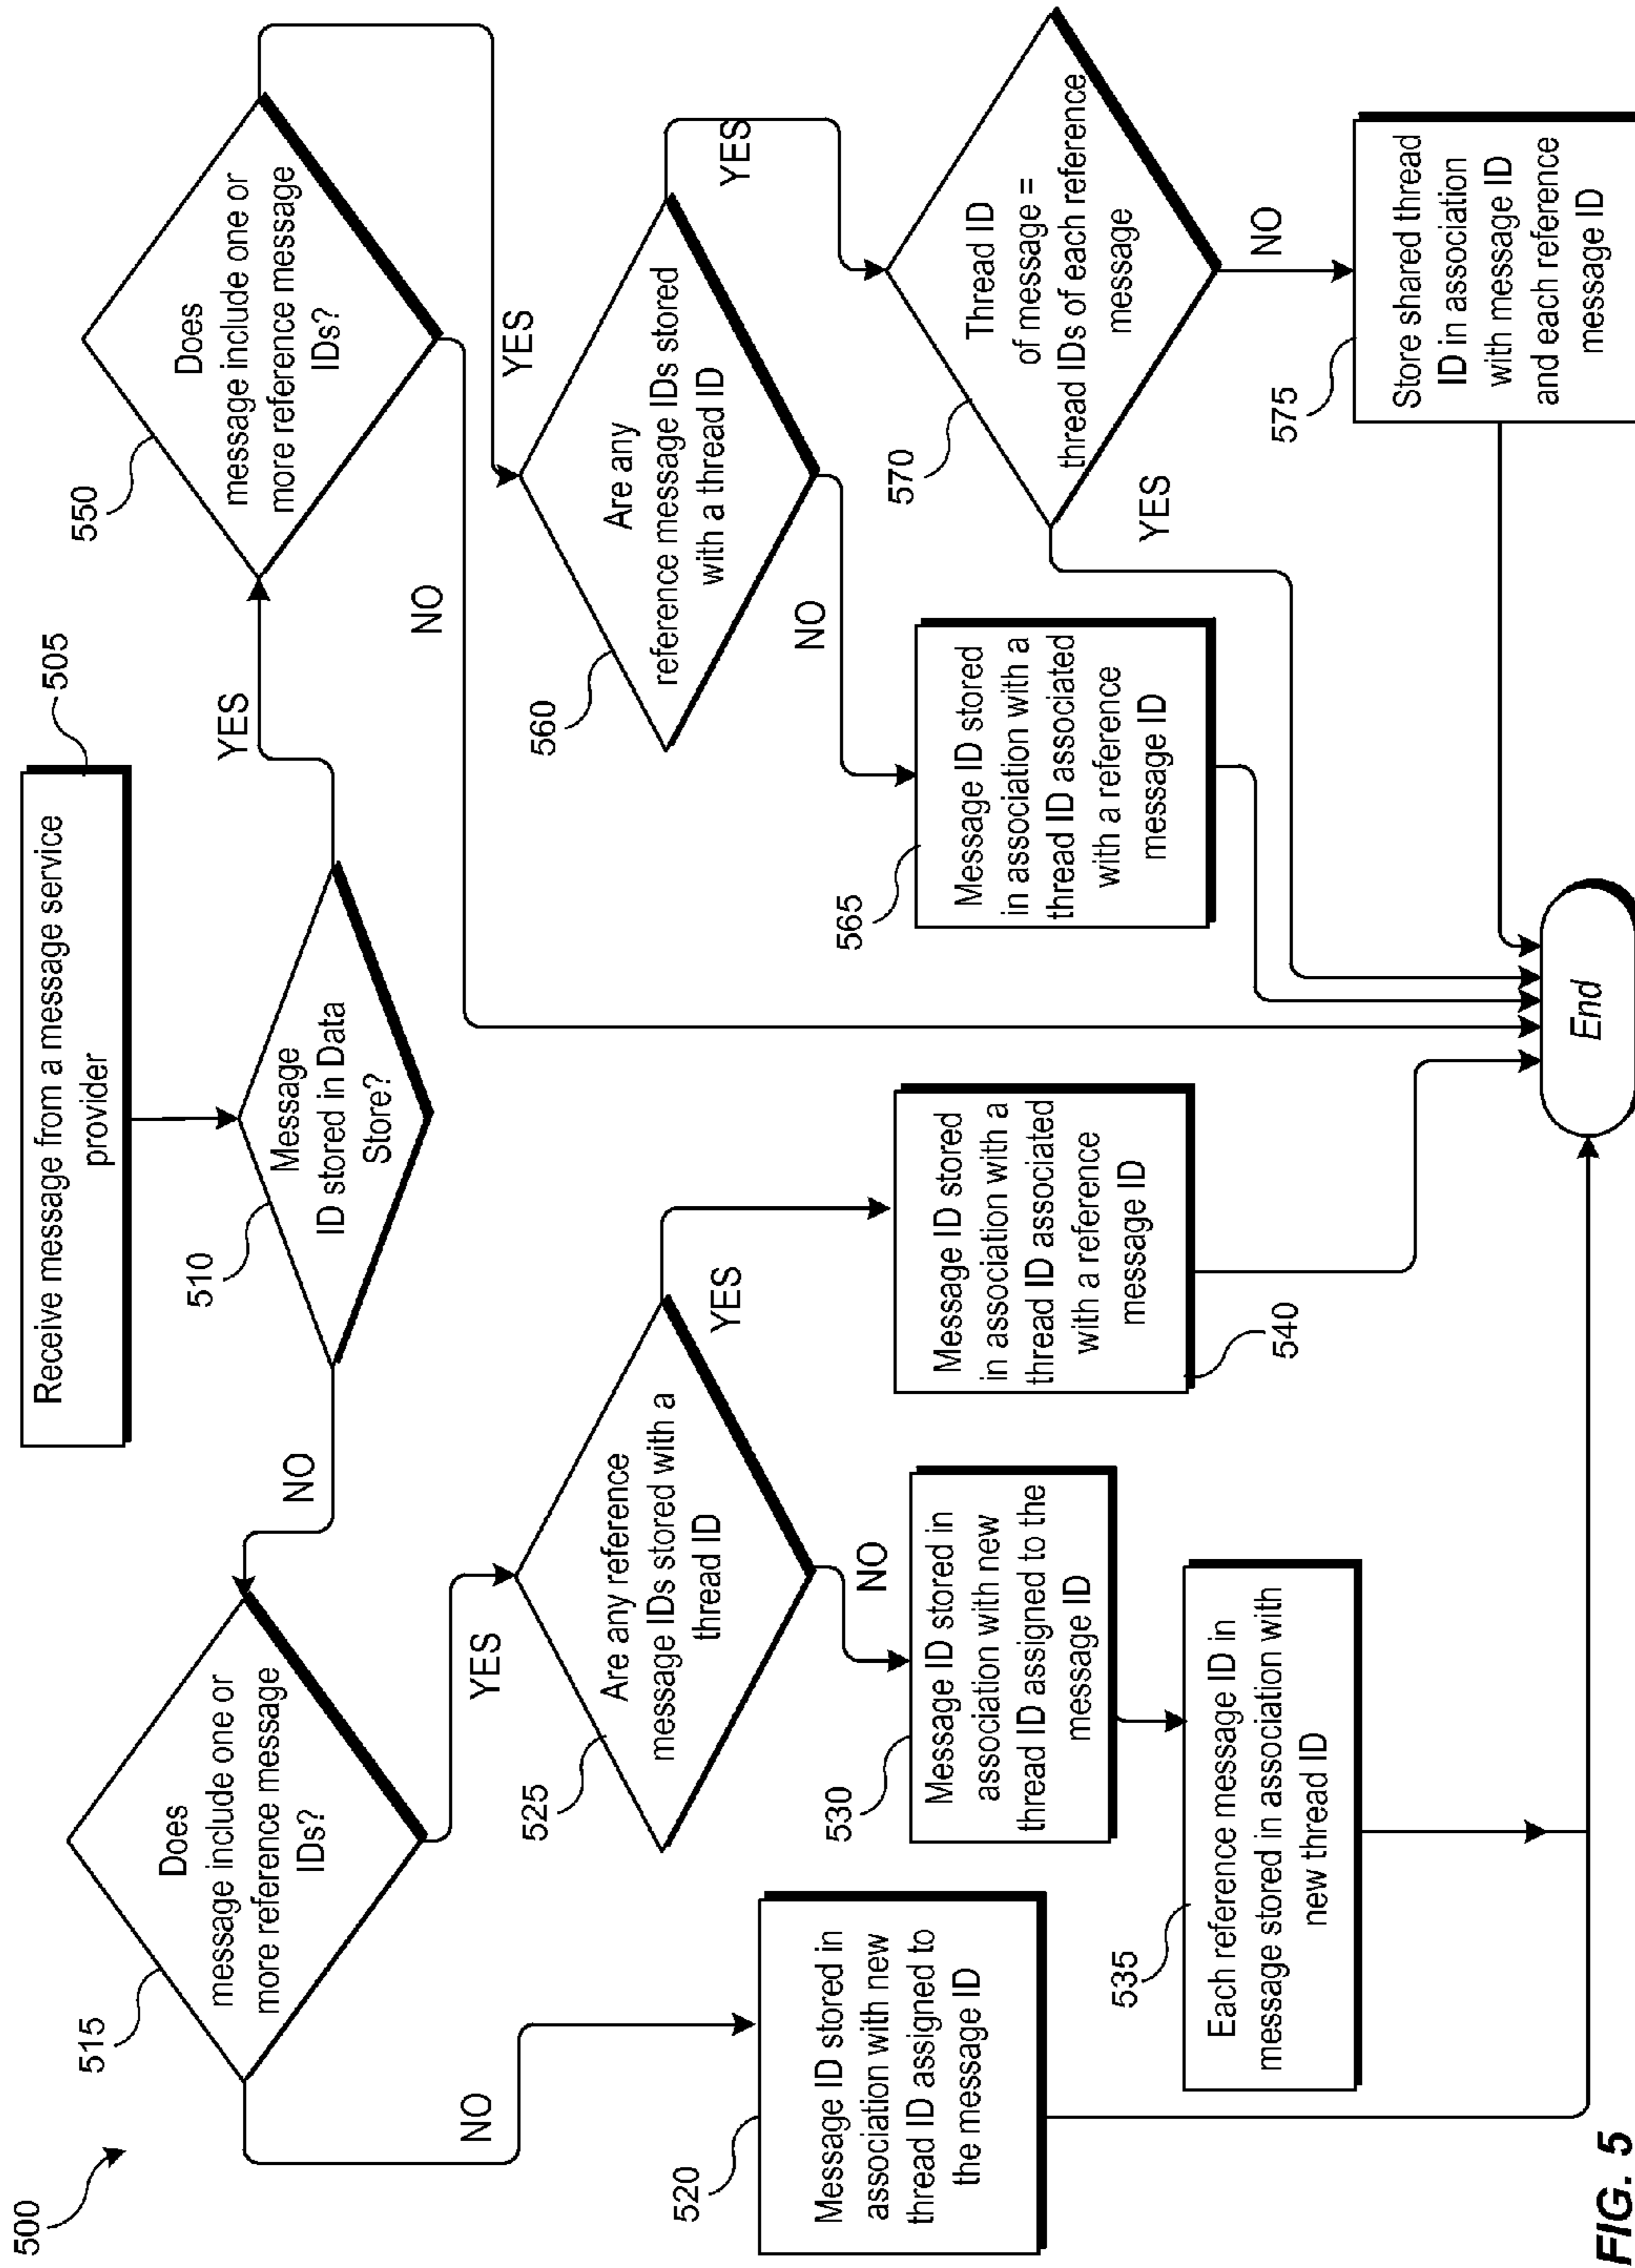 500
Receive message from a message service
provider
505
510
Message
ID stored in Data
Store?
NO
YES
515
Does
message include one or
more reference message
IDs?
550
Does
message include one or
more reference message
IDs?
NO
YES
NO
YES
520
Message ID stored in
association with new
thread ID assigned to
the message ID
525
Are any reference
message IDs stored with a
thread ID
YES
NO
560
Are any
reference message IDs stored
with a thread ID
YES
NO
530
Message ID stored in
association with new
thread ID assigned to the
message ID
540
Message ID stored
in association with a
thread ID associated
with a reference
message ID
565
Message ID stored
in association with a
thread ID associated
with a reference
message ID
570
Thread ID
of message =
thread IDs of each reference
message
YES
NO
535
Each reference message ID in
message stored in association with
new thread ID
575
Store shared thread
ID in association
with message ID
and each reference
message ID
End
FIG. 5